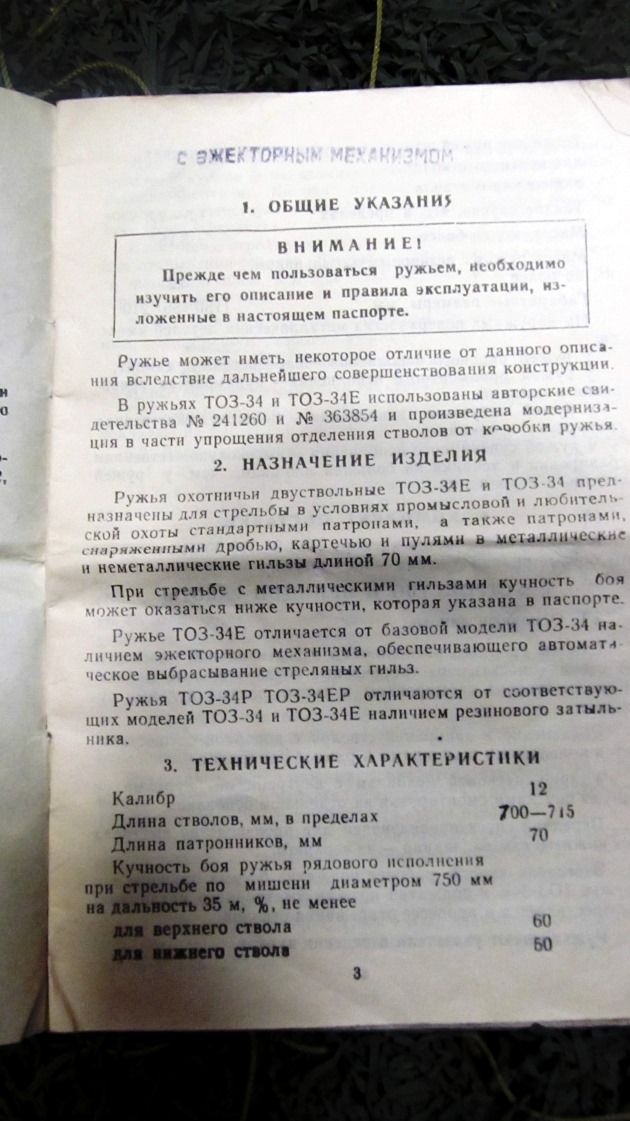 С ЭЖЕКТОРНЫМ МЕХАНИЗМОМ
1. ОБЩИЕ УКАЗАНИЯ
ВНИМАНИЕ!
Прежде чем пользоваться ружьем, необходимо
изучить его описание и правила эксплуатации, из-
ложенные в настоящем паспорте.
Ружье может иметь некоторое отличие от данного описа-
ния вследствие дальнейшего совершенствования конструкции.
В ружьях ТОЗ-34 и ТОЗ-34Е использованы авторские сви-
детельства № 241260 и № 363854 и произведена модерниза-
ция в части упрощения отделения стволов от коробки ружья.
2. НАЗНАЧЕНИЕ ИЗДЕЛИЯ
Ружья охотничьи двуствольные ТОЗ-34Е и ТОЗ-34 пред-
назначены для стрельбы в условиях промысловой и любитель-
ской охоты стандартными патронами, а также патронами,
снаряженными дробью, картечью и пулями в металлические
и неметаллические гильзы длиной 70 мм.
При стрельбе с металлическими гильзами кучность боя
может оказаться ниже кучности, которая указана в паспорте.
Ружье ТОЗ-34Е отличается от базовой модели ТОЗ-34 на-
личием эжекторного механизма, обеспечивающего автомати-
ческое выбрасывание стреляных гильз.
Ружья ТОЗ-34Р ТОЗ-34ЕР отличаются от соответствую-
щих моделей ТОЗ-34 и ТОЗ-34Е наличием резинового затыль-
ника.
3. ТЕХНИЧЕСКИЕ ХАРАКТЕРИСТИКИ
Калибр 12
Длина стволов, мм, в пределах 700—715
Длина патронников, мм 70
Кучность боя ружья рядового исполнения
при стрельбе по мишени диаметром 750 мм
на дальность 35 м, %, не менее
для верхнего ствола 60
для нижнего ствола
3